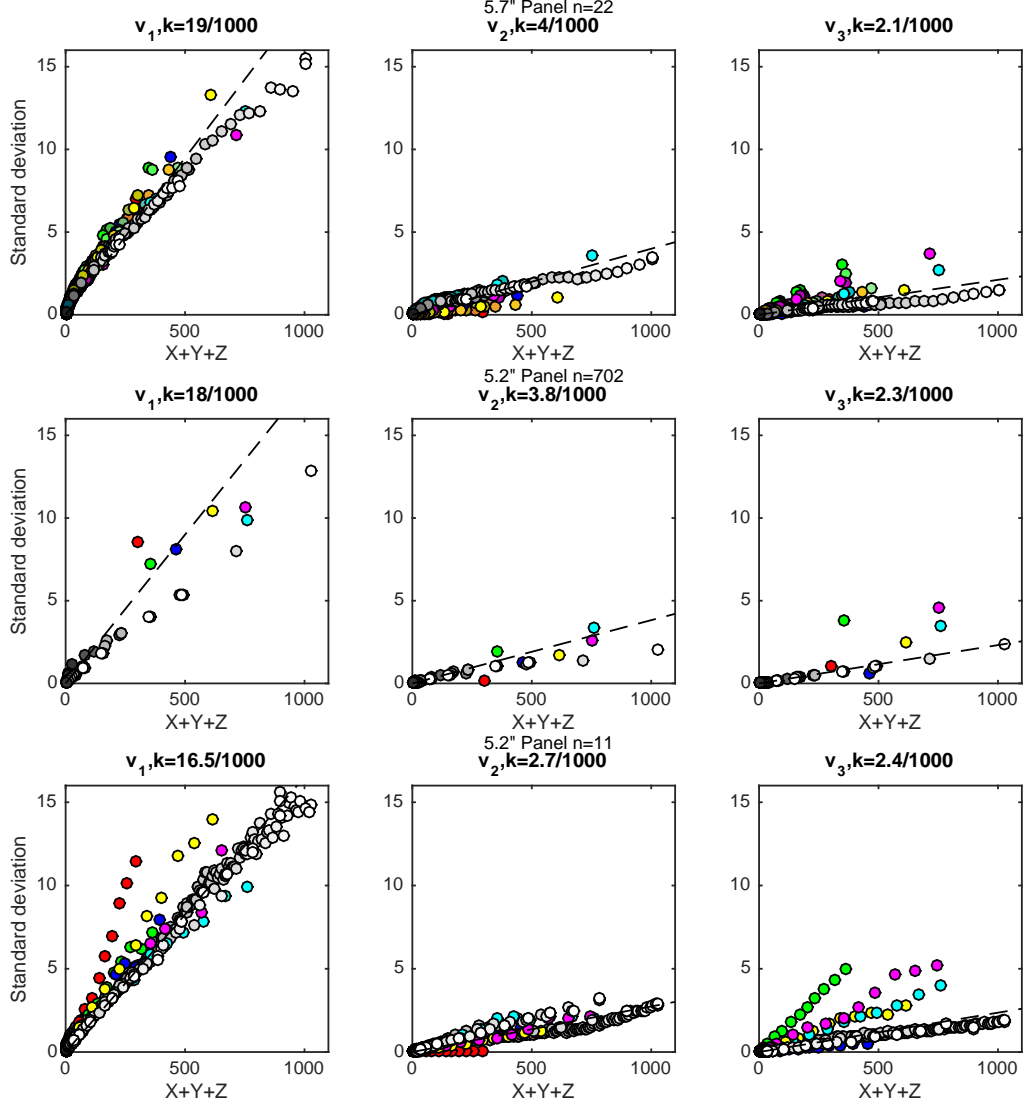 5.7" Panel n=22
v1,k=19/1000
v2,k=4/1000
v3,k=2.1/1000
Standard deviation
15
10
5
0
0
500
1000
X+Y+Z
15
10
5
0
0
500
1000
X+Y+Z
15
10
5
0
0
500
1000
X+Y+Z
5.2" Panel n=702
v1,k=18/1000
v2,k=3.8/1000
v3,k=2.3/1000
Standard deviation
15
10
5
0
0
500
1000
X+Y+Z
15
10
5
0
0
500
1000
X+Y+Z
15
10
5
0
0
500
1000
X+Y+Z
5.2" Panel n=11
v1,k=16.5/1000
v2,k=2.7/1000
v3,k=2.4/1000
Standard deviation
15
10
5
0
0
500
1000
X+Y+Z
15
10
5
0
0
500
1000
X+Y+Z
15
10
5
0
0
500
1000
X+Y+Z